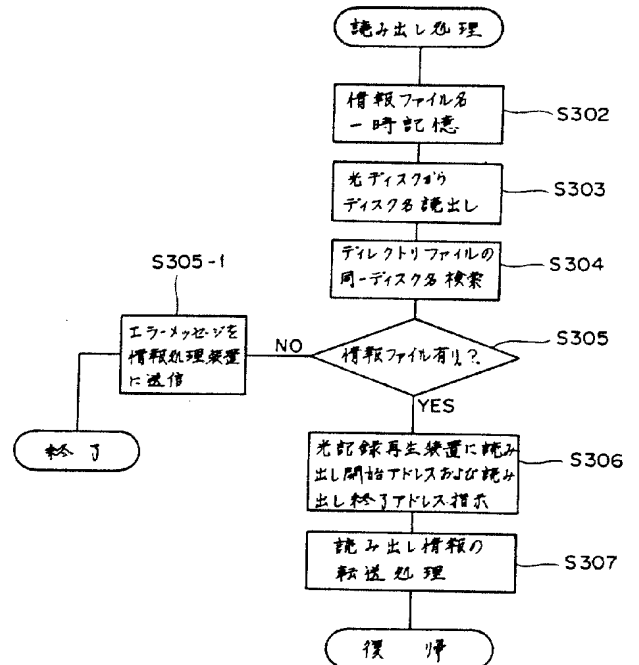 読み出し処理
情報ファイル名
一時記憶
S302
光ディスクから
ディスク名読出し
S303
ディレクトリファイルの
同一ディスク名検索
S304
S305-1
エラーメッセージを
情報処理装置
に送信
NO
情報ファイル有り?
S305
YES
終了
光記録再生装置に読み
出し開始アドレスおよび読み
出し終了アドレス指示
S306
読み出し情報の
転送処理
S307
復帰